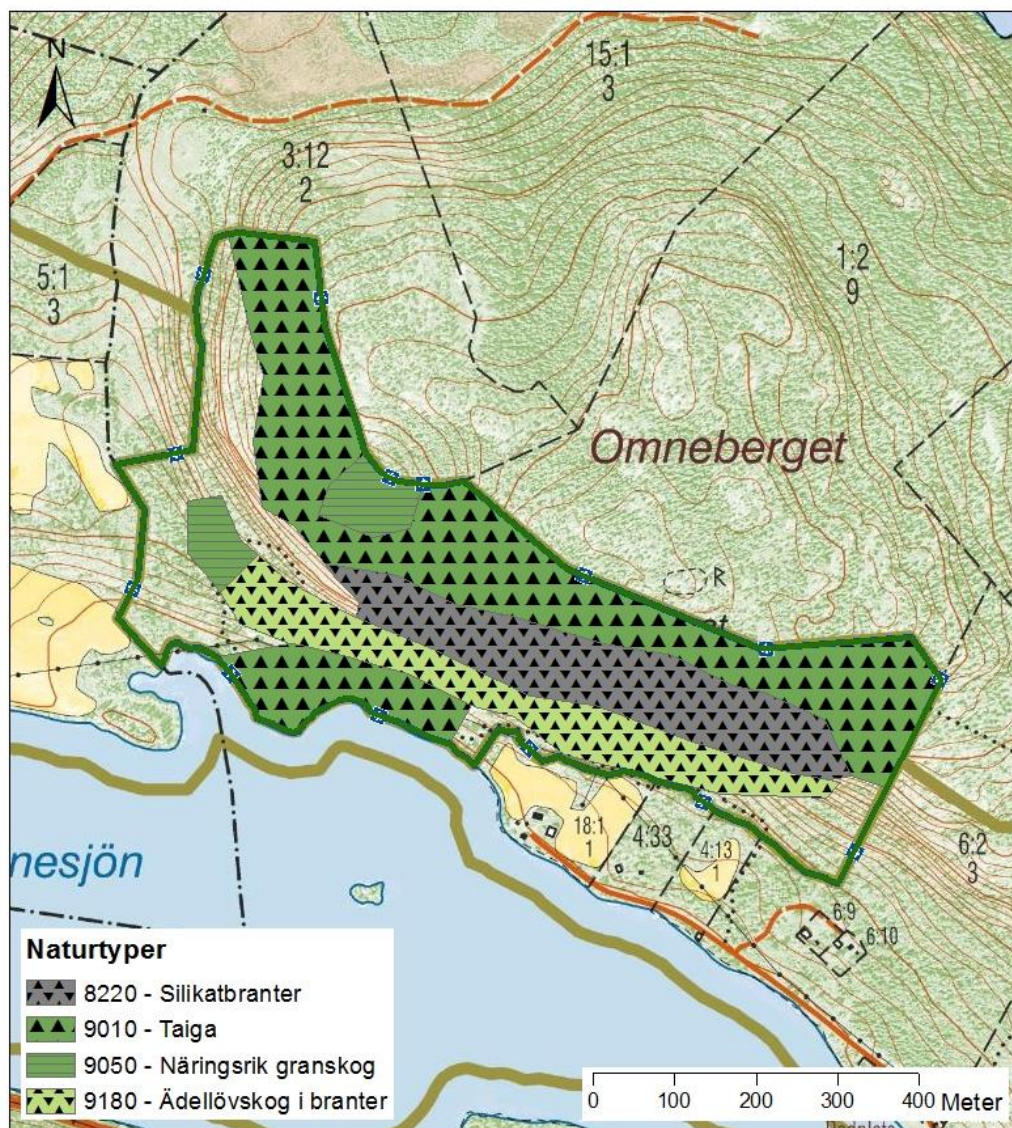 N
15:1
3
3:12
2
1:2
9
5:1
3
Omneberget
R
nesjön
18:1
1
4:33
4:13
1
6:2
3
6:9
6:10
Naturtyper
8220 - Silikatbranter
9010 - Taiga
9050 - Näringsrik granskog
9180 - Ädellövskog i branter
0 100 200 300 400 Meter